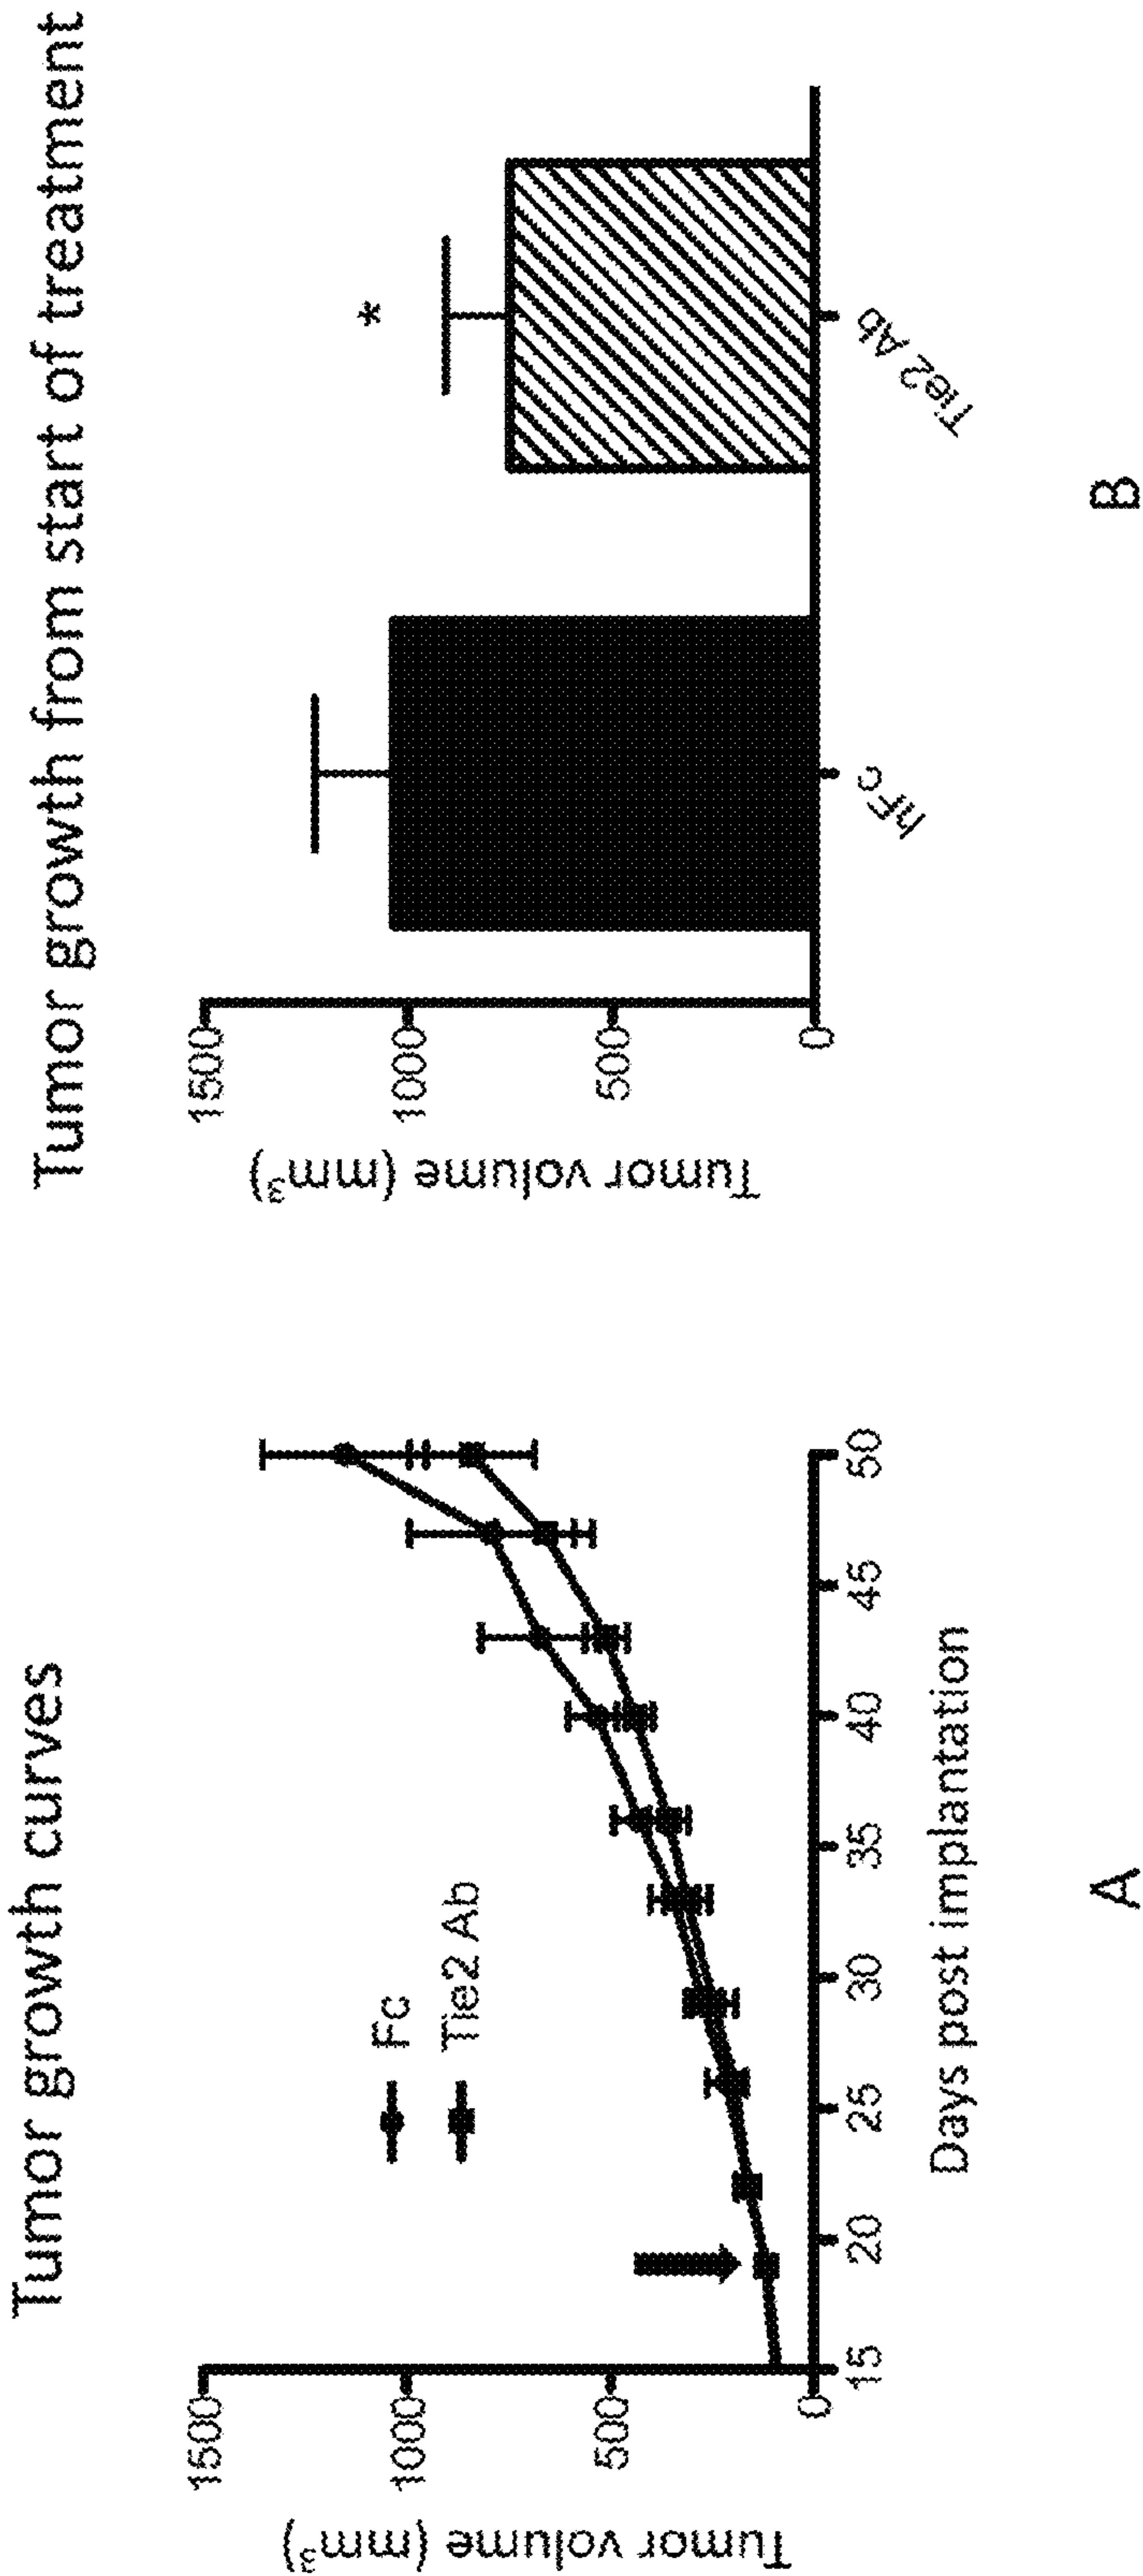 Tumor growth curves
Tumor volume (mm³)
1500
1000
500
0
Fc
Tie2 Ab
15 20 25 30 35 40 45 50
Days post implantation
A
Tumor growth from start of treatment
Tumor volume (mm³)
1500
1000
500
0
*
hFc
Tie2 Ab
B